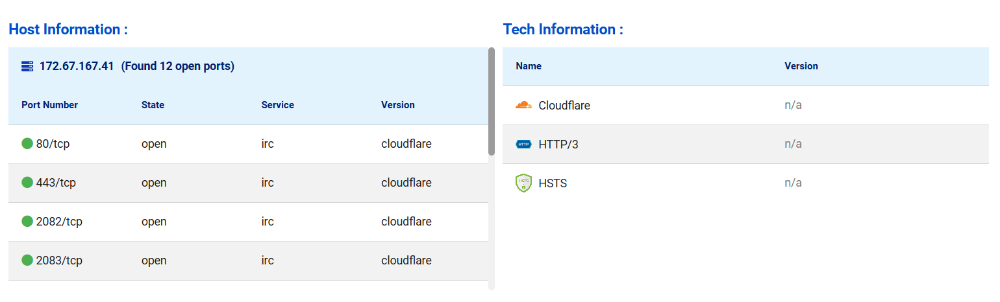 Host Information :
172.67.167.41 (Found 12 open ports)
Port Number State Service Version
80/tcp open irc cloudflare
443/tcp open irc cloudflare
2082/tcp open irc cloudflare
2083/tcp open irc cloudflare
Tech Information :
Name Version
Cloudflare n/a
HTTP HTTP/3 n/a
HSTS HSTS n/a